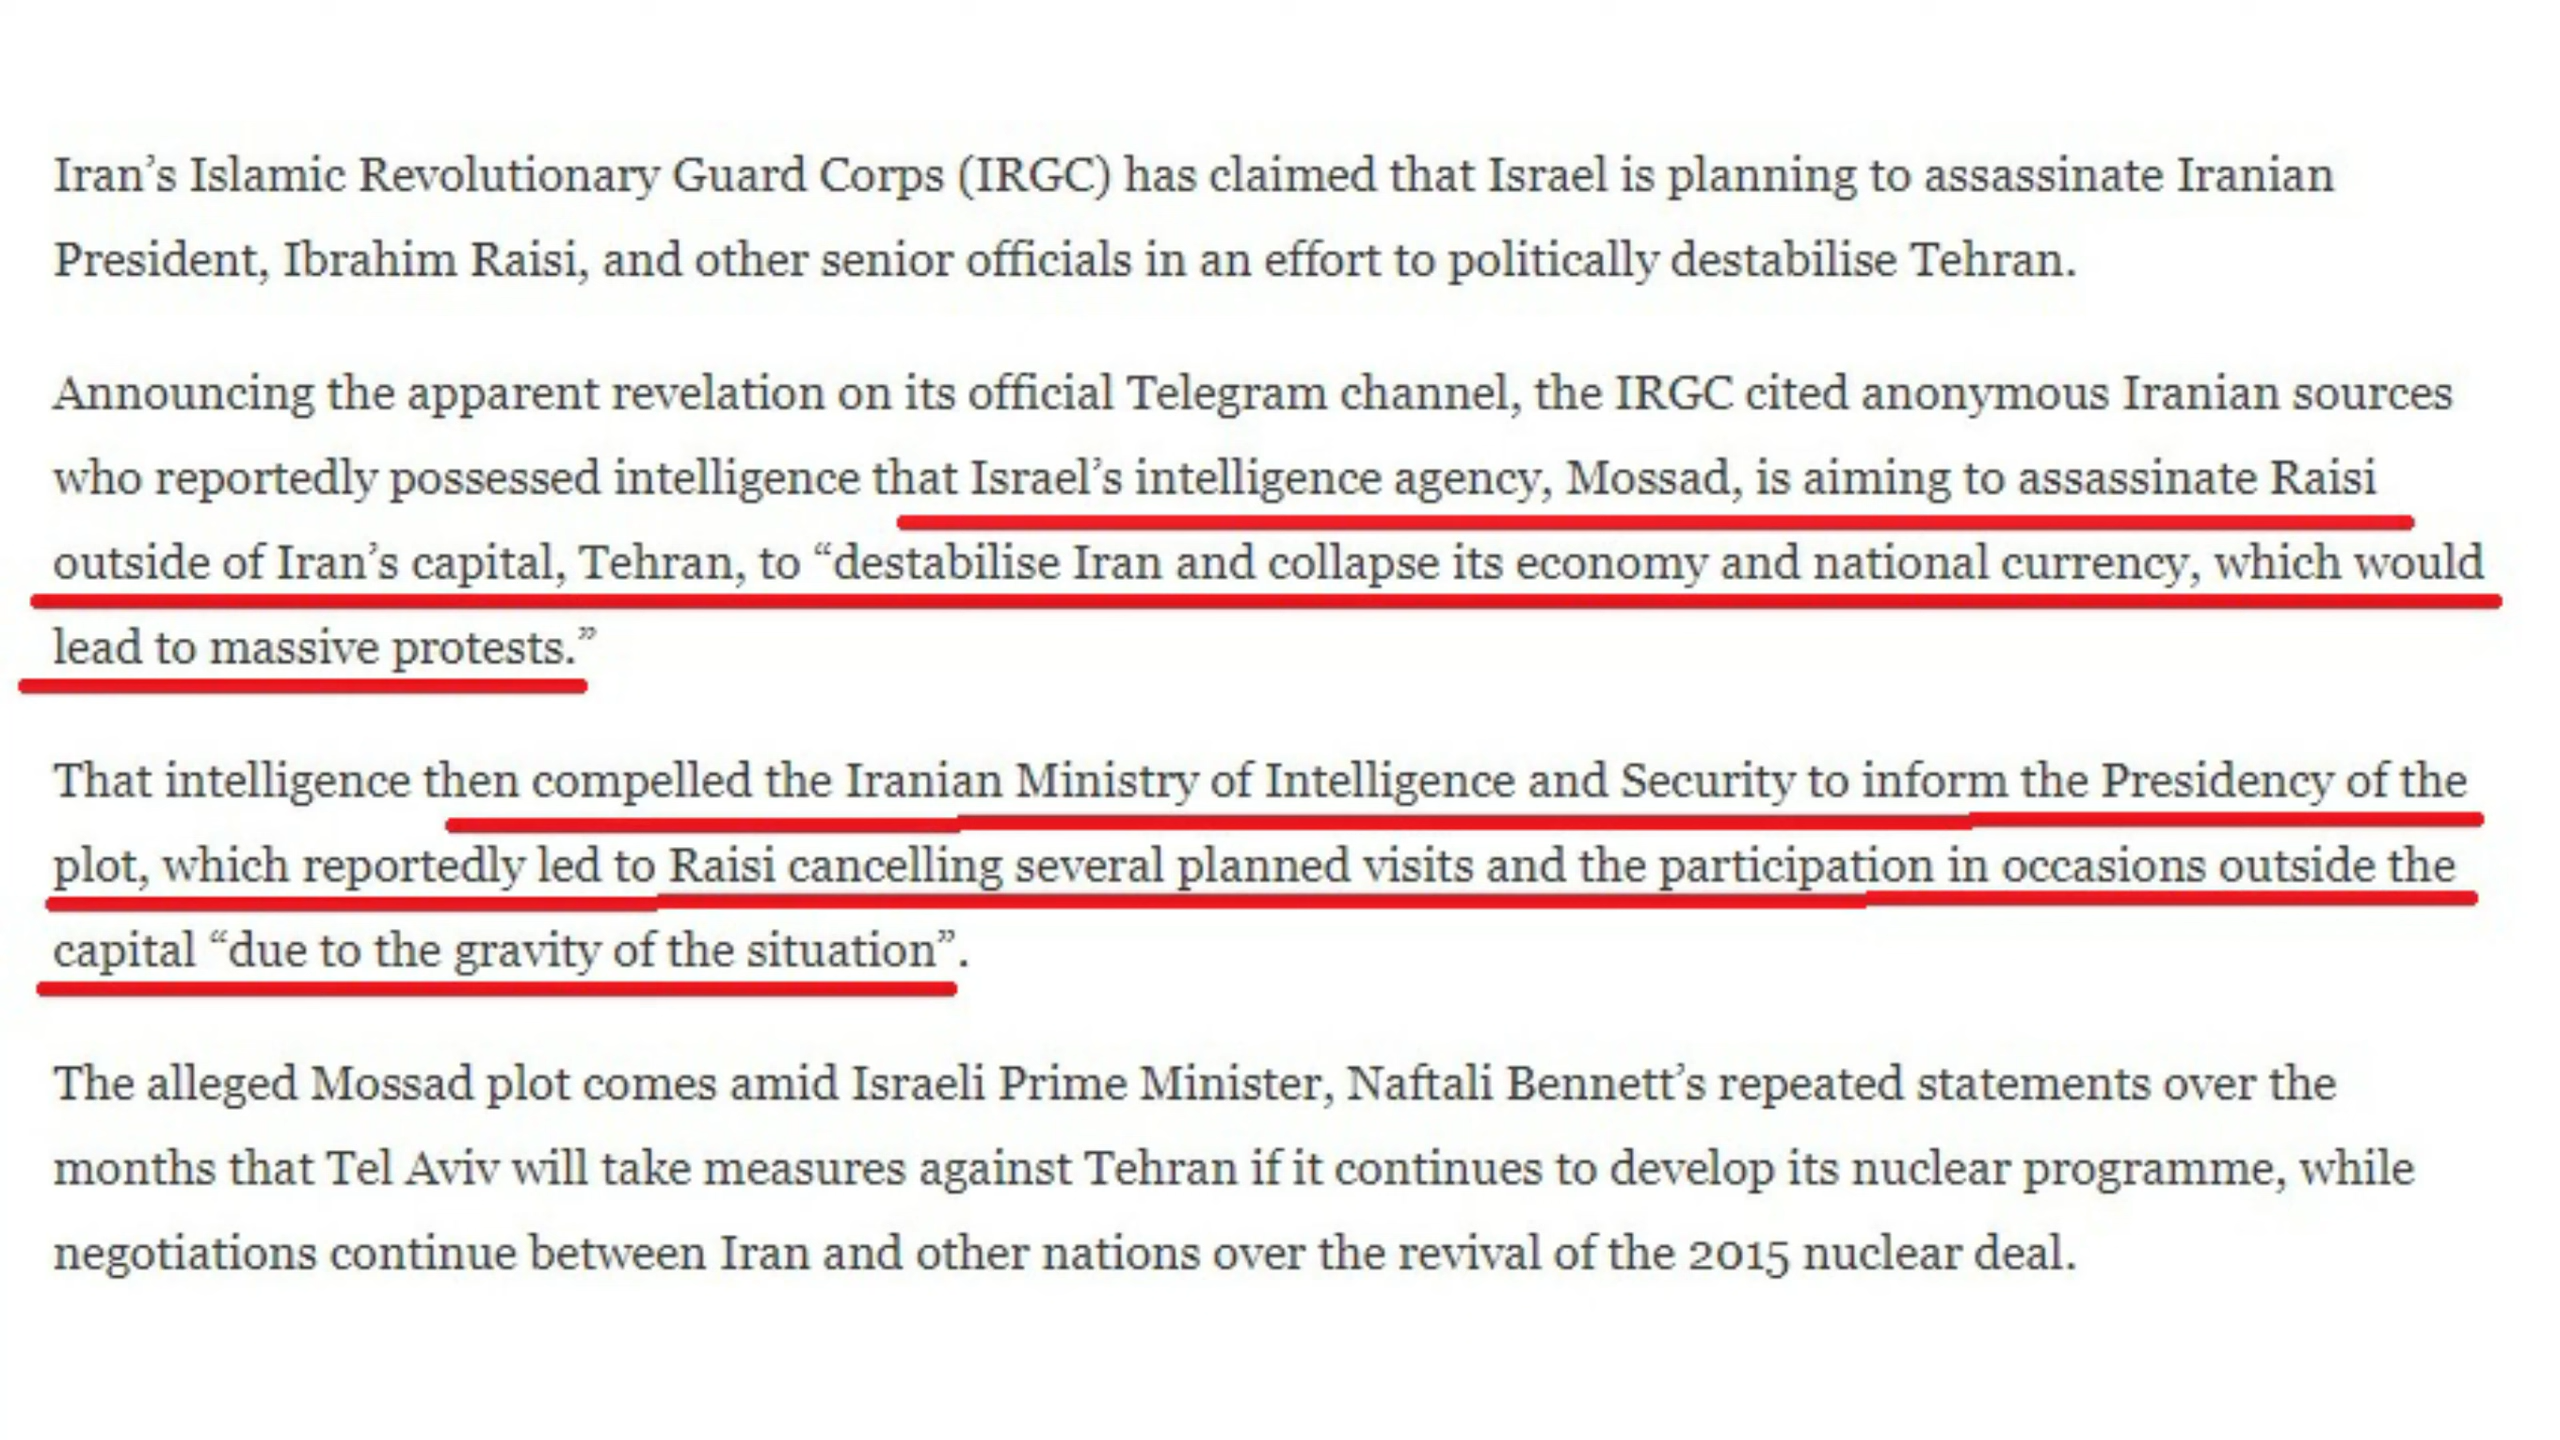 Iran’s Islamic Revolutionary Guard Corps (IRGC) has claimed that Israel is planning to assassinate Iranian
President, Ibrahim Raisi, and other senior officials in an effort to politically destabilise Tehran.
Announcing the apparent revelation on its official Telegram channel, the IRGC cited anonymous Iranian sources
who reportedly possessed intelligence that Israel’s intelligence agency, Mossad, is aiming to assassinate Raisi
outside of Iran’s capital, Tehran, to “destabilise Iran and collapse its economy and national currency, which would
lead to massive protests.”
That intelligence then compelled the Iranian Ministry of Intelligence and Security to inform the Presidency of the
plot, which reportedly led to Raisi cancelling several planned visits and the participation in occasions outside the
capital “due to the gravity of the situation”.
The alleged Mossad plot comes amid Israeli Prime Minister, Naftali Bennett’s repeated statements over the
months that Tel Aviv will take measures against Tehran if it continues to develop its nuclear programme, while
negotiations continue between Iran and other nations over the revival of the 2015 nuclear deal.